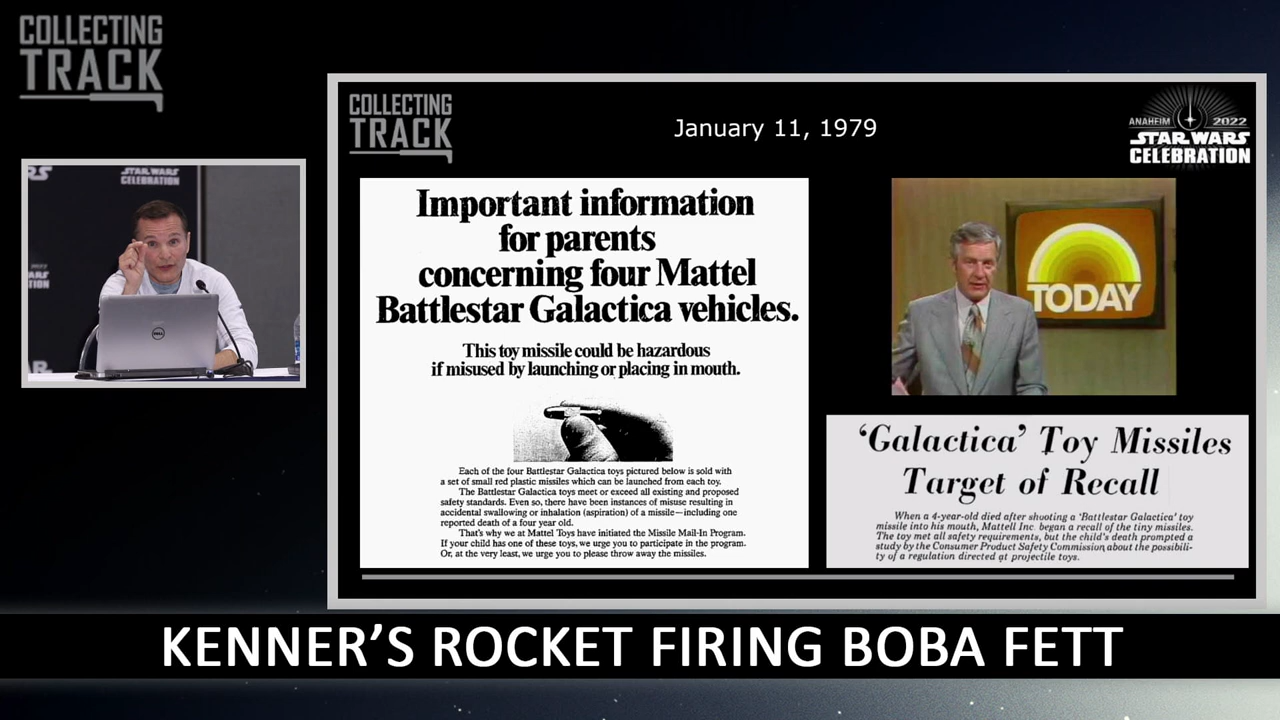 COLLECTING
TRACK
STAR WARS
CELEBRATION
DELL
COLLECTING
TRACK
January 11, 1979
ANAHEIM 2022
STAR WARS
CELEBRATION
Important information
for parents
concerning four Mattel
Battlestar Galactica vehicles.
This toy missile could be hazardous
if misused by launching or placing in mouth.
Each of the four Battlestar Galactica toys pictured below is sold with
a set of small red plastic missiles which can be launched from each toy.
The Battlestar Galactica toys meet or exceed all existing and proposed
safety standards. Even so, there have been instances of misuse resulting in
accidental swallowing or inhalation (aspiration) of a missile—including one
reported death of a four year old.
That's why we at Mattel Toys have initiated the Missile Mail-In Program.
If your child has one of these toys, we urge you to participate in the program.
Or, at the very least, we urge you to please throw away the missiles.
TODAY
‘Galactica’ Toy Missiles
Target of Recall
When a 4-year-old died after shooting a ‘Battlestar Galactica’ toy
missile into his mouth, Mattell Inc. began a recall of the tiny missiles.
The toy met all safety requirements, but the child's death prompted a
study by the Consumer Product Safety Commission about the possibili-
ty of a regulation directed at projectile toys.
KENNER’S ROCKET FIRING BOBA FETT